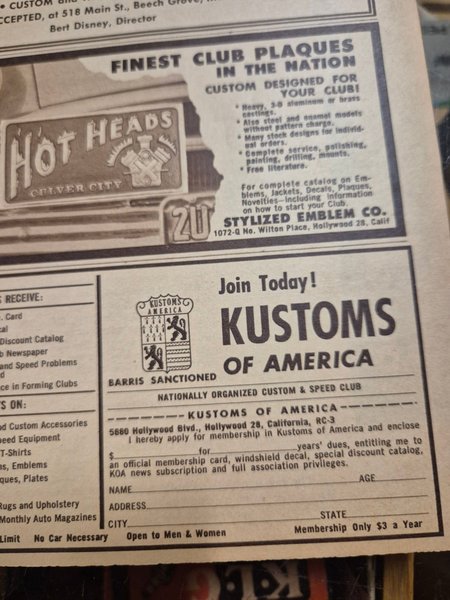 • CUSTOM and
CCEPTED, at 518 Main St., Beech Grove,
Bert Disney, Director
FINEST CLUB PLAQUES
IN THE NATION
CUSTOM DESIGNED FOR
YOUR CLUB!
* Heavy, 3-D aluminum or brass
castings.
* Also steel and enamel models
without pattern charge.
* Many stock designs for individ-
ual orders.
* Complete service, polishing,
painting, drilling, mounts.
* Free literature.
For complete catalog on Em-
blems, Jackets, Decals, Plaques,
Novelties—Including Information
on how to start your Club.
STYLIZED EMBLEM CO.
1072-Q No. Wilton Place, Hollywood 28, Calif
HOT HEADS
CULVER CITY
2U
RECEIVE:
. Card
cal
Discount Catalog
b Newspaper
and Speed Problems
d
ce in Forming Clubs
TS ON:
d Custom Accessories
peed Equipment
T-Shirts
s, Emblems
ques, Plates
Rugs and Upholstery
Monthly Auto Magazines
Limit No Car Necessary Open to Men & Women
Join Today!
KUSTOMS
AMERICA
KUSTOMS
OF AMERICA
BARRIS SANCTIONED
NATIONALLY ORGANIZED CUSTOM & SPEED CLUB
KUSTOMS OF AMERICA
5680 Hollywood Blvd., Hollywood 28, California, RC-3
I hereby apply for membership in Kustoms of America and enclose
$ for years' dues, entitling me to
an official membership card, windshield decal, special discount catalog,
KOA news subscription and full association privileges.
NAME AGE
ADDRESS
CITY STATE
Membership Only $3 a Year